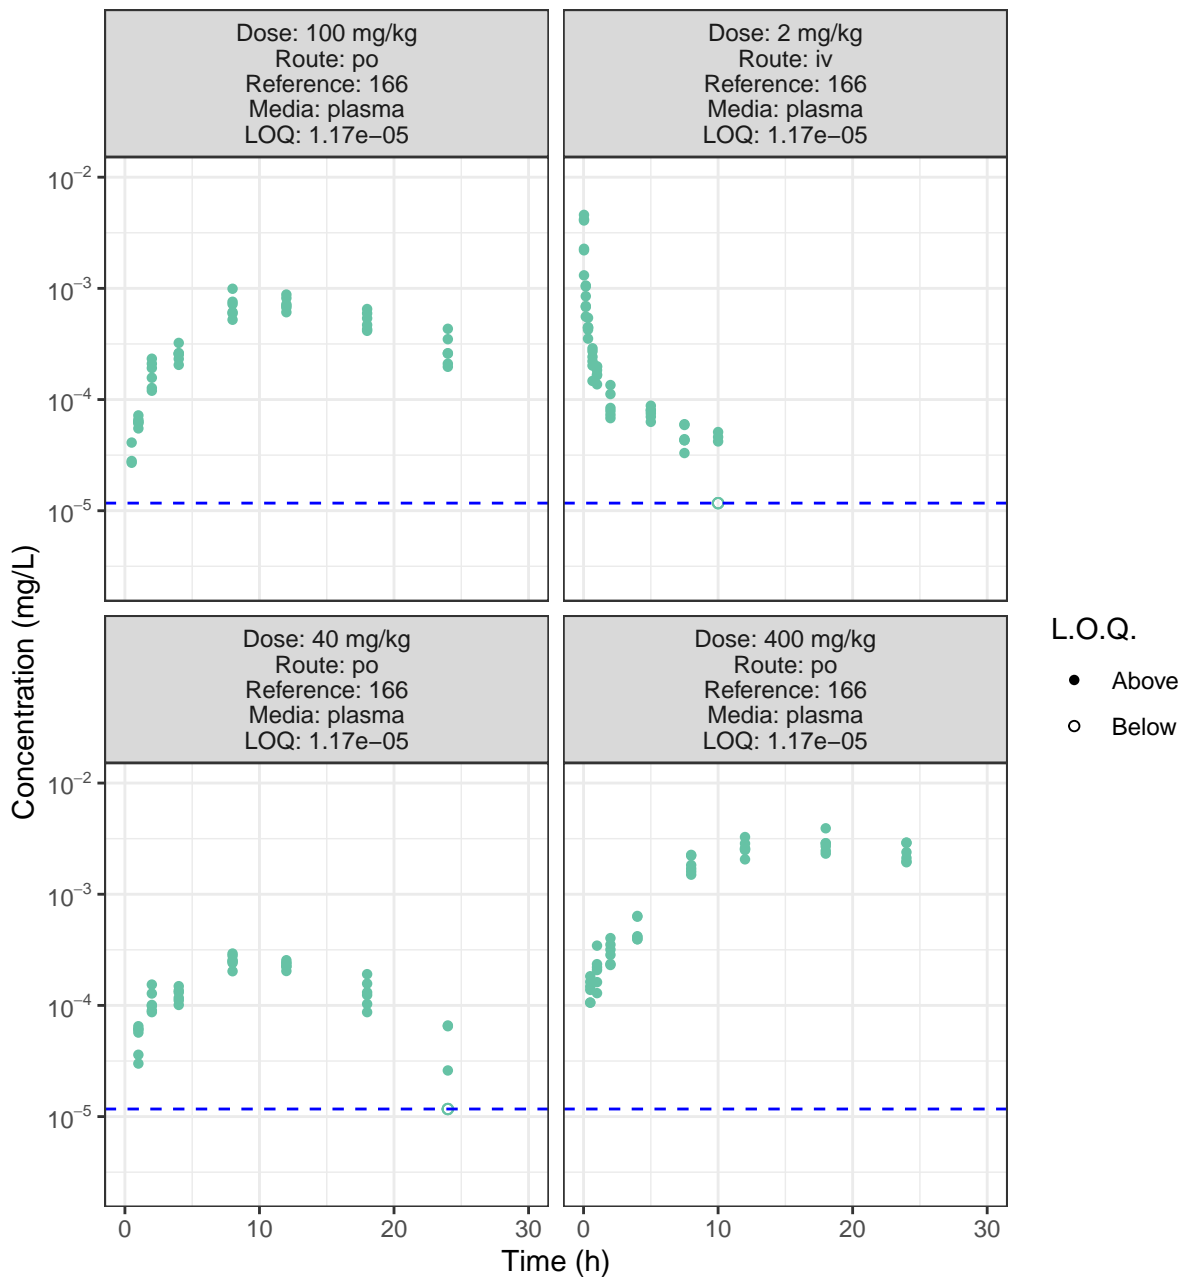 Dose: 100 mg/kg
Route: po
Reference: 166
Media: plasma
LOQ: 1.17e−05
Dose: 2 mg/kg
Route: iv
Reference: 166
Media: plasma
LOQ: 1.17e−05
10⁻²
10⁻³
10⁻⁴
10⁻⁵
Dose: 40 mg/kg
Route: po
Reference: 166
Media: plasma
LOQ: 1.17e−05
Dose: 400 mg/kg
Route: po
Reference: 166
Media: plasma
LOQ: 1.17e−05
10⁻²
10⁻³
10⁻⁴
10⁻⁵
0 10 20 30
0 10 20 30
Time (h)
Concentration (mg/L)
L.O.Q.
Above
Below